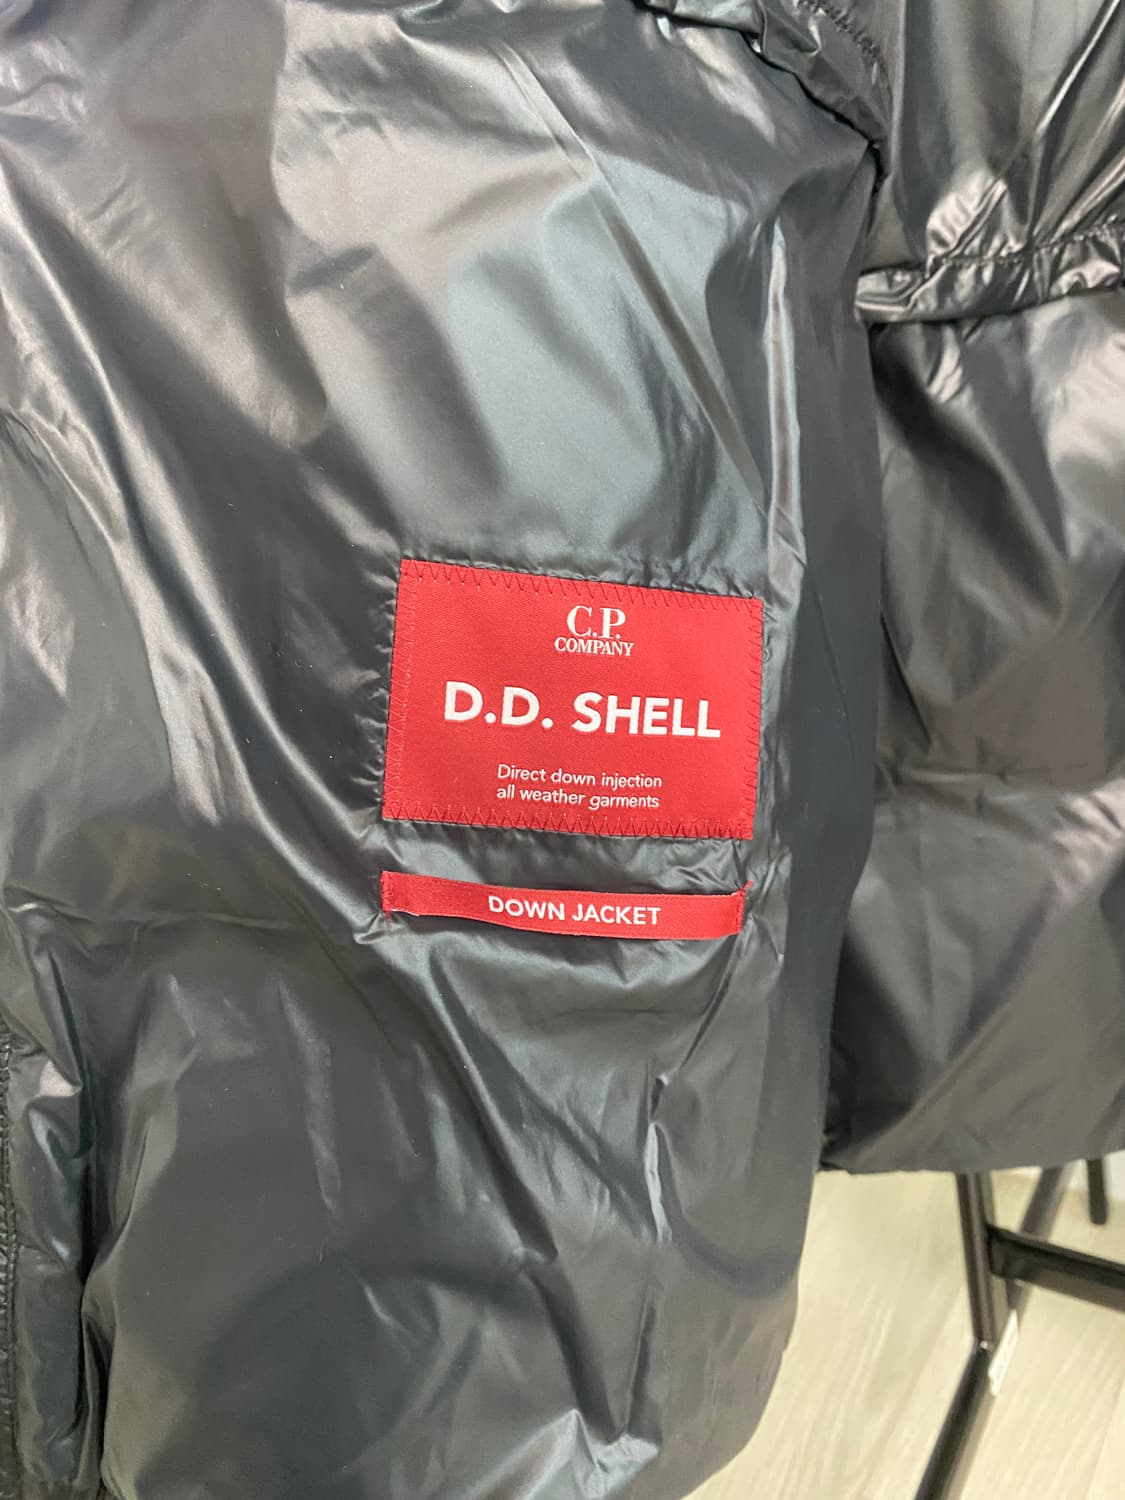 C.P.
COMPANY
D.D. SHELL
Direct down injection
all weather garments
DOWN JACKET